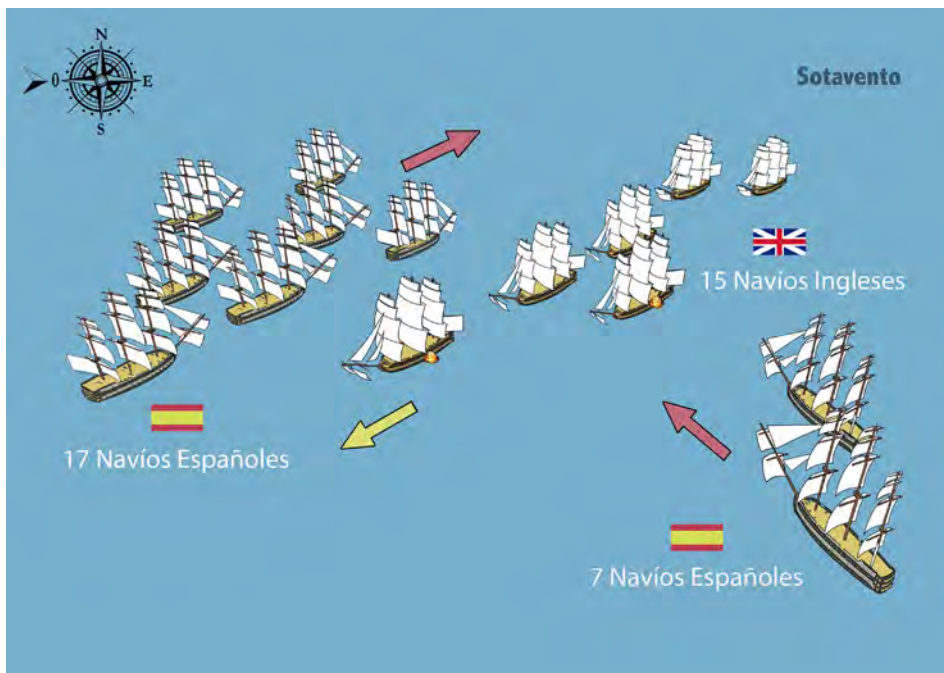 N
O E
S
Sotavento
15 Navíos Ingleses
17 Navíos Españoles
7 Navíos Españoles